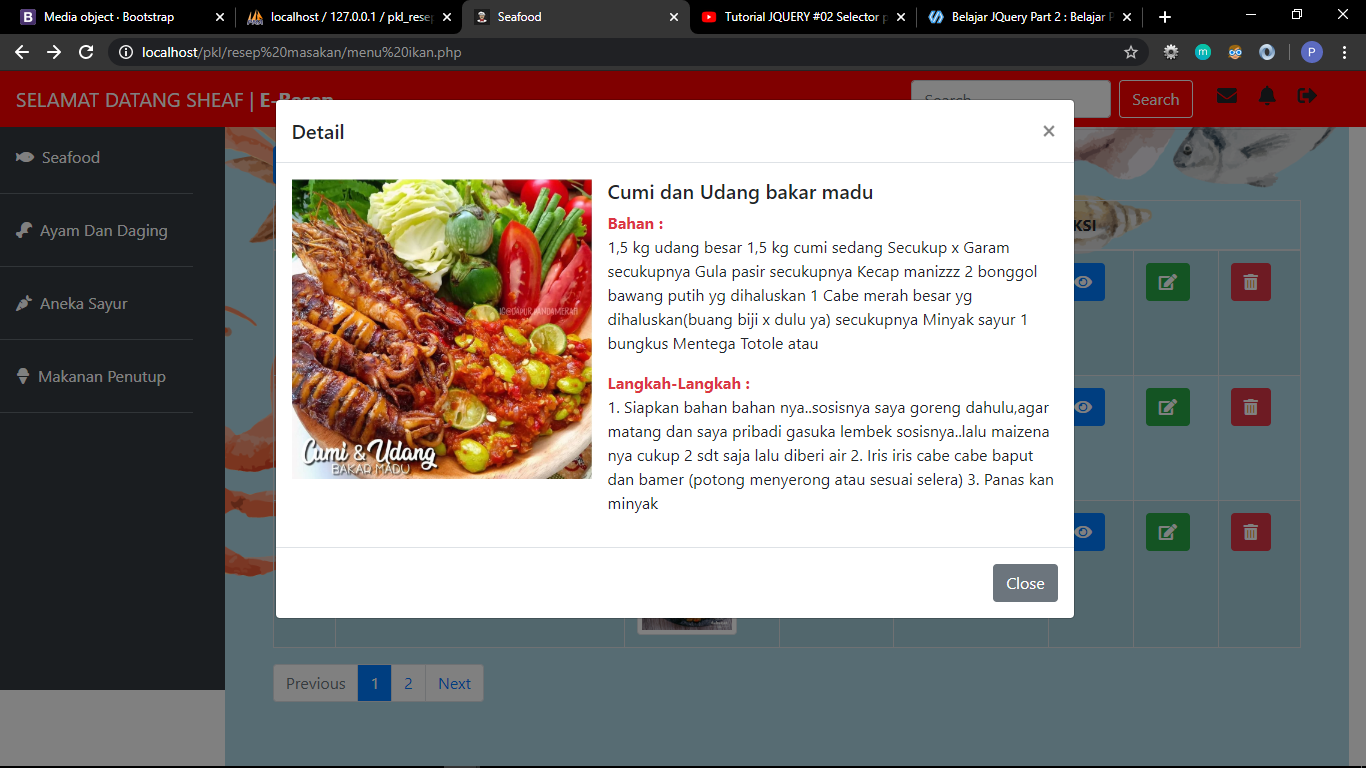 Media object · Bootstrap
localhost / 127.0.0.1 / pkl_rese
Seafood
Tutorial JQUERY #02 Selector p
Belajar JQuery Part 2 : Belajar
localhost/pkl/resep%20masakan/menu%20ikan.php
P
SELAMAT DATANG SHEAF | E-Resep
Search
Search
Seafood
Ayam Dan Daging
Aneka Sayur
Makanan Penutup
KSI
Detail
×
Cumi dan Udang bakar madu
Bahan :
1,5 kg udang besar 1,5 kg cumi sedang Secukup x Garam
secukupnya Gula pasir secukupnya Kecap manizzz 2 bonggol
bawang putih yg dihaluskan 1 Cabe merah besar yg
dihaluskan(buang biji x dulu ya) secukupnya Minyak sayur 1
bungkus Mentega Totole atau
Langkah-Langkah :
1. Siapkan bahan bahan nya..sosisnya saya goreng dahulu,agar
matang dan saya pribadi gasuka lembek sosisnya..lalu maizena
nya cukup 2 sdt saja lalu diberi air 2. Iris iris cabe cabe baput
dan bamer (potong menyerong atau sesuai selera) 3. Panas kan
minyak
Cumi & Udang
BAKAR MADU
Close
Previous
1
2
Next